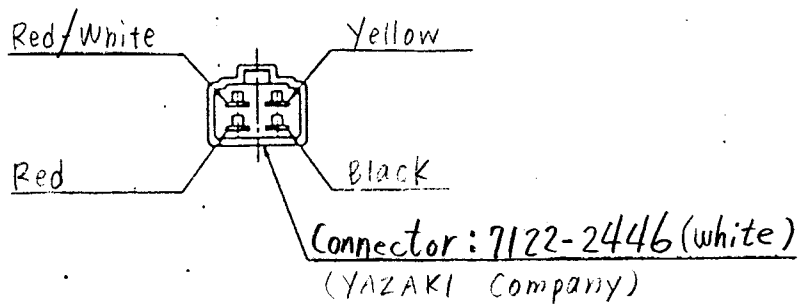 Red/White
Yellow
Red
Black
Connector: 7122-2446 (white)
(YAZAKI Company)